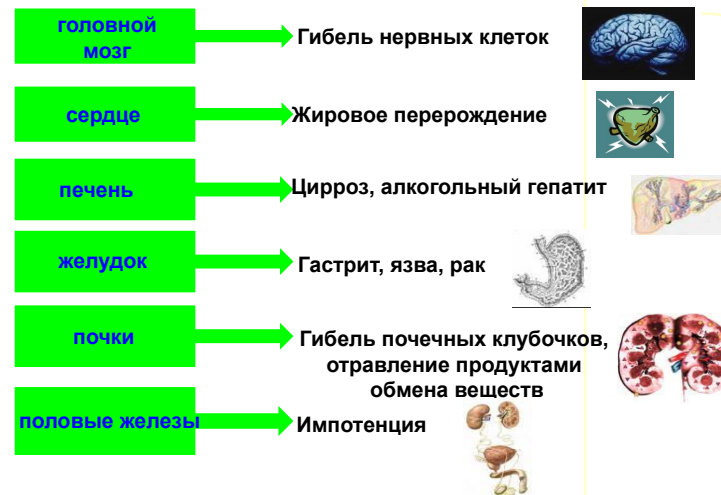 головной
мозг
Гибель нервных клеток
сердце
Жировое перерождение
печень
Цирроз, алкогольный гепатит
желудок
Гастрит, язва, рак
почки
Гибель почечных клубочков,
отравление продуктами
обмена веществ
половые железы
Импотенция